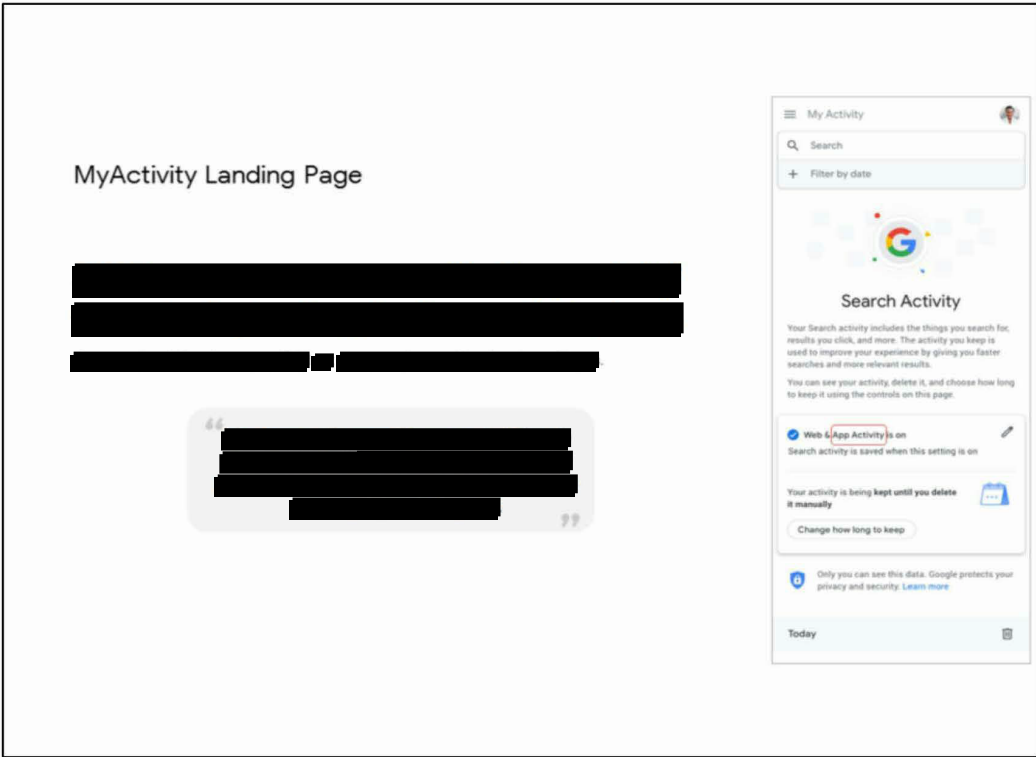 MyActivity Landing Page
“
”
My Activity
Search
+ Filter by date
G
Search Activity
Your Search activity includes the things you search for,
results you click, and more. The activity you keep is
used to improve your experience by giving you faster
searches and more relevant results.
You can see your activity, delete it, and choose how long
to keep it using the controls on this page.
Web & App Activity is on
Search activity is saved when this setting is on
Your activity is being kept until you delete
it manually
Change how long to keep
Only you can see this data. Google protects your
privacy and security. Learn more
Today